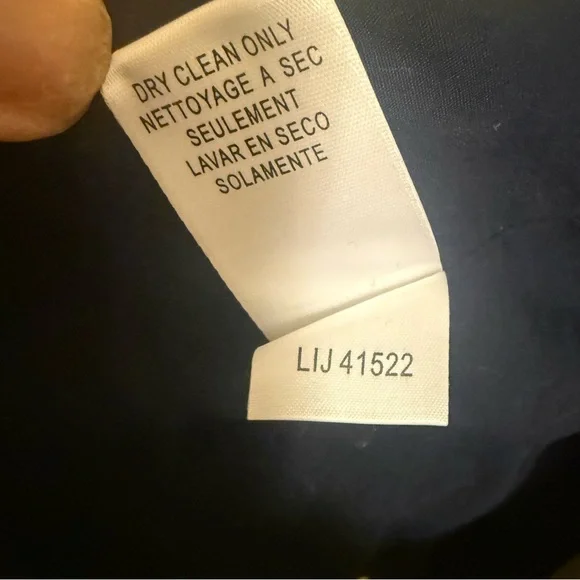 DRY CLEAN ONLY
NETTOYAGE A SEC
SEULEMENT
LAVAR EN SECO
SOLAMENTE
LIJ 41522